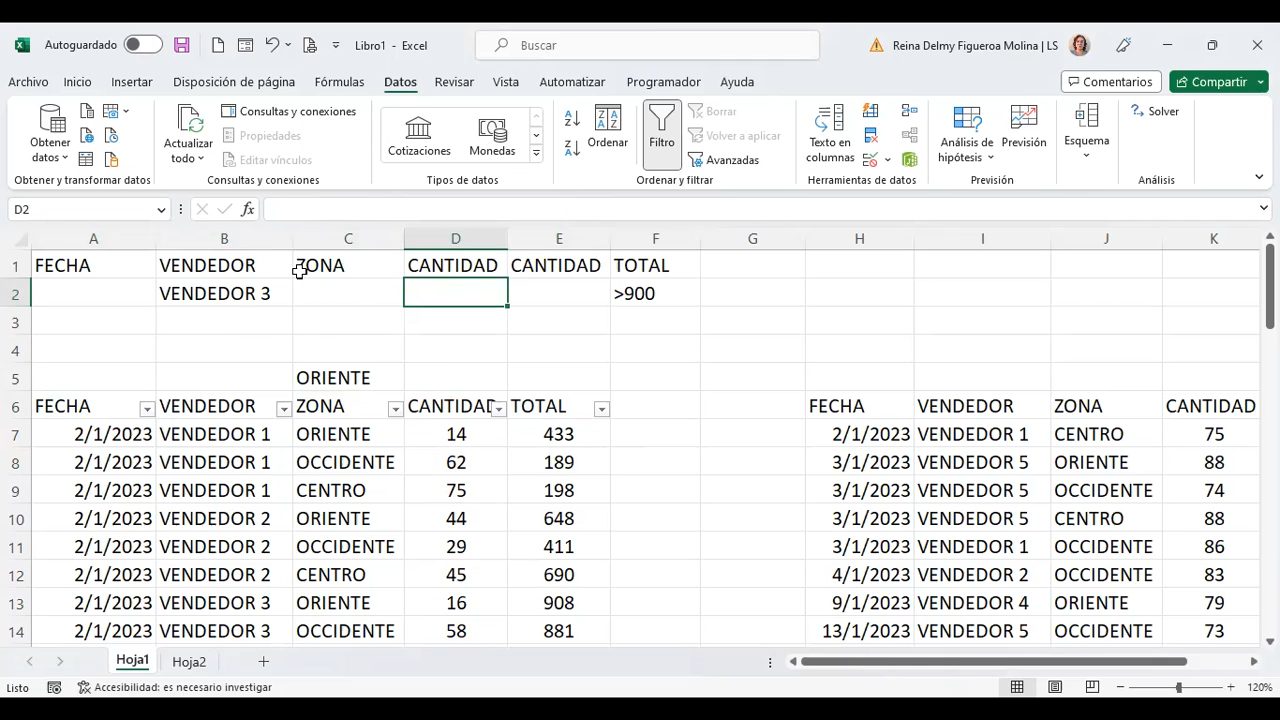 Autoguardado
Libro1 - Excel
Buscar
Reina Delmy Figueroa Molina | LS
Archivo Inicio Insertar Disposición de página Fórmulas Datos Revisar Vista Automatizar Programador Ayuda
Comentarios
Compartir
Obtener datos
Obtener y transformar datos
Actualizar todo
Consultas y conexiones
Propiedades
Editar vínculos
Consultas y conexiones
Cotizaciones
Monedas
Tipos de datos
Ordenar
Filtro
Borrar
Volver a aplicar
Avanzadas
Ordenar y filtrar
Texto en columnas
Herramientas de datos
Análisis de hipótesis
Previsión
Previsión
Esquema
Solver
Análisis
D2
fx
A B C D E F G H I J K
1 FECHA VENDEDOR ZONA CANTIDAD CANTIDAD TOTAL
2 VENDEDOR 3 >900
3
4
5 ORIENTE
6 FECHA VENDEDOR ZONA CANTIDAD TOTAL FECHA VENDEDOR ZONA CANTIDAD
7 2/1/2023 VENDEDOR 1 ORIENTE 14 433 2/1/2023 VENDEDOR 1 CENTRO 75
8 2/1/2023 VENDEDOR 1 OCCIDENTE 62 189 3/1/2023 VENDEDOR 5 ORIENTE 88
9 2/1/2023 VENDEDOR 1 CENTRO 75 198 3/1/2023 VENDEDOR 5 OCCIDENTE 74
10 2/1/2023 VENDEDOR 2 ORIENTE 44 648 3/1/2023 VENDEDOR 5 CENTRO 88
11 2/1/2023 VENDEDOR 2 OCCIDENTE 29 411 3/1/2023 VENDEDOR 1 OCCIDENTE 86
12 2/1/2023 VENDEDOR 2 CENTRO 45 690 4/1/2023 VENDEDOR 2 OCCIDENTE 83
13 2/1/2023 VENDEDOR 3 ORIENTE 16 908 9/1/2023 VENDEDOR 4 ORIENTE 79
14 2/1/2023 VENDEDOR 3 OCCIDENTE 58 881 13/1/2023 VENDEDOR 5 OCCIDENTE 73
Hoja1 Hoja2
Listo
Accesibilidad: es necesario investigar
120%